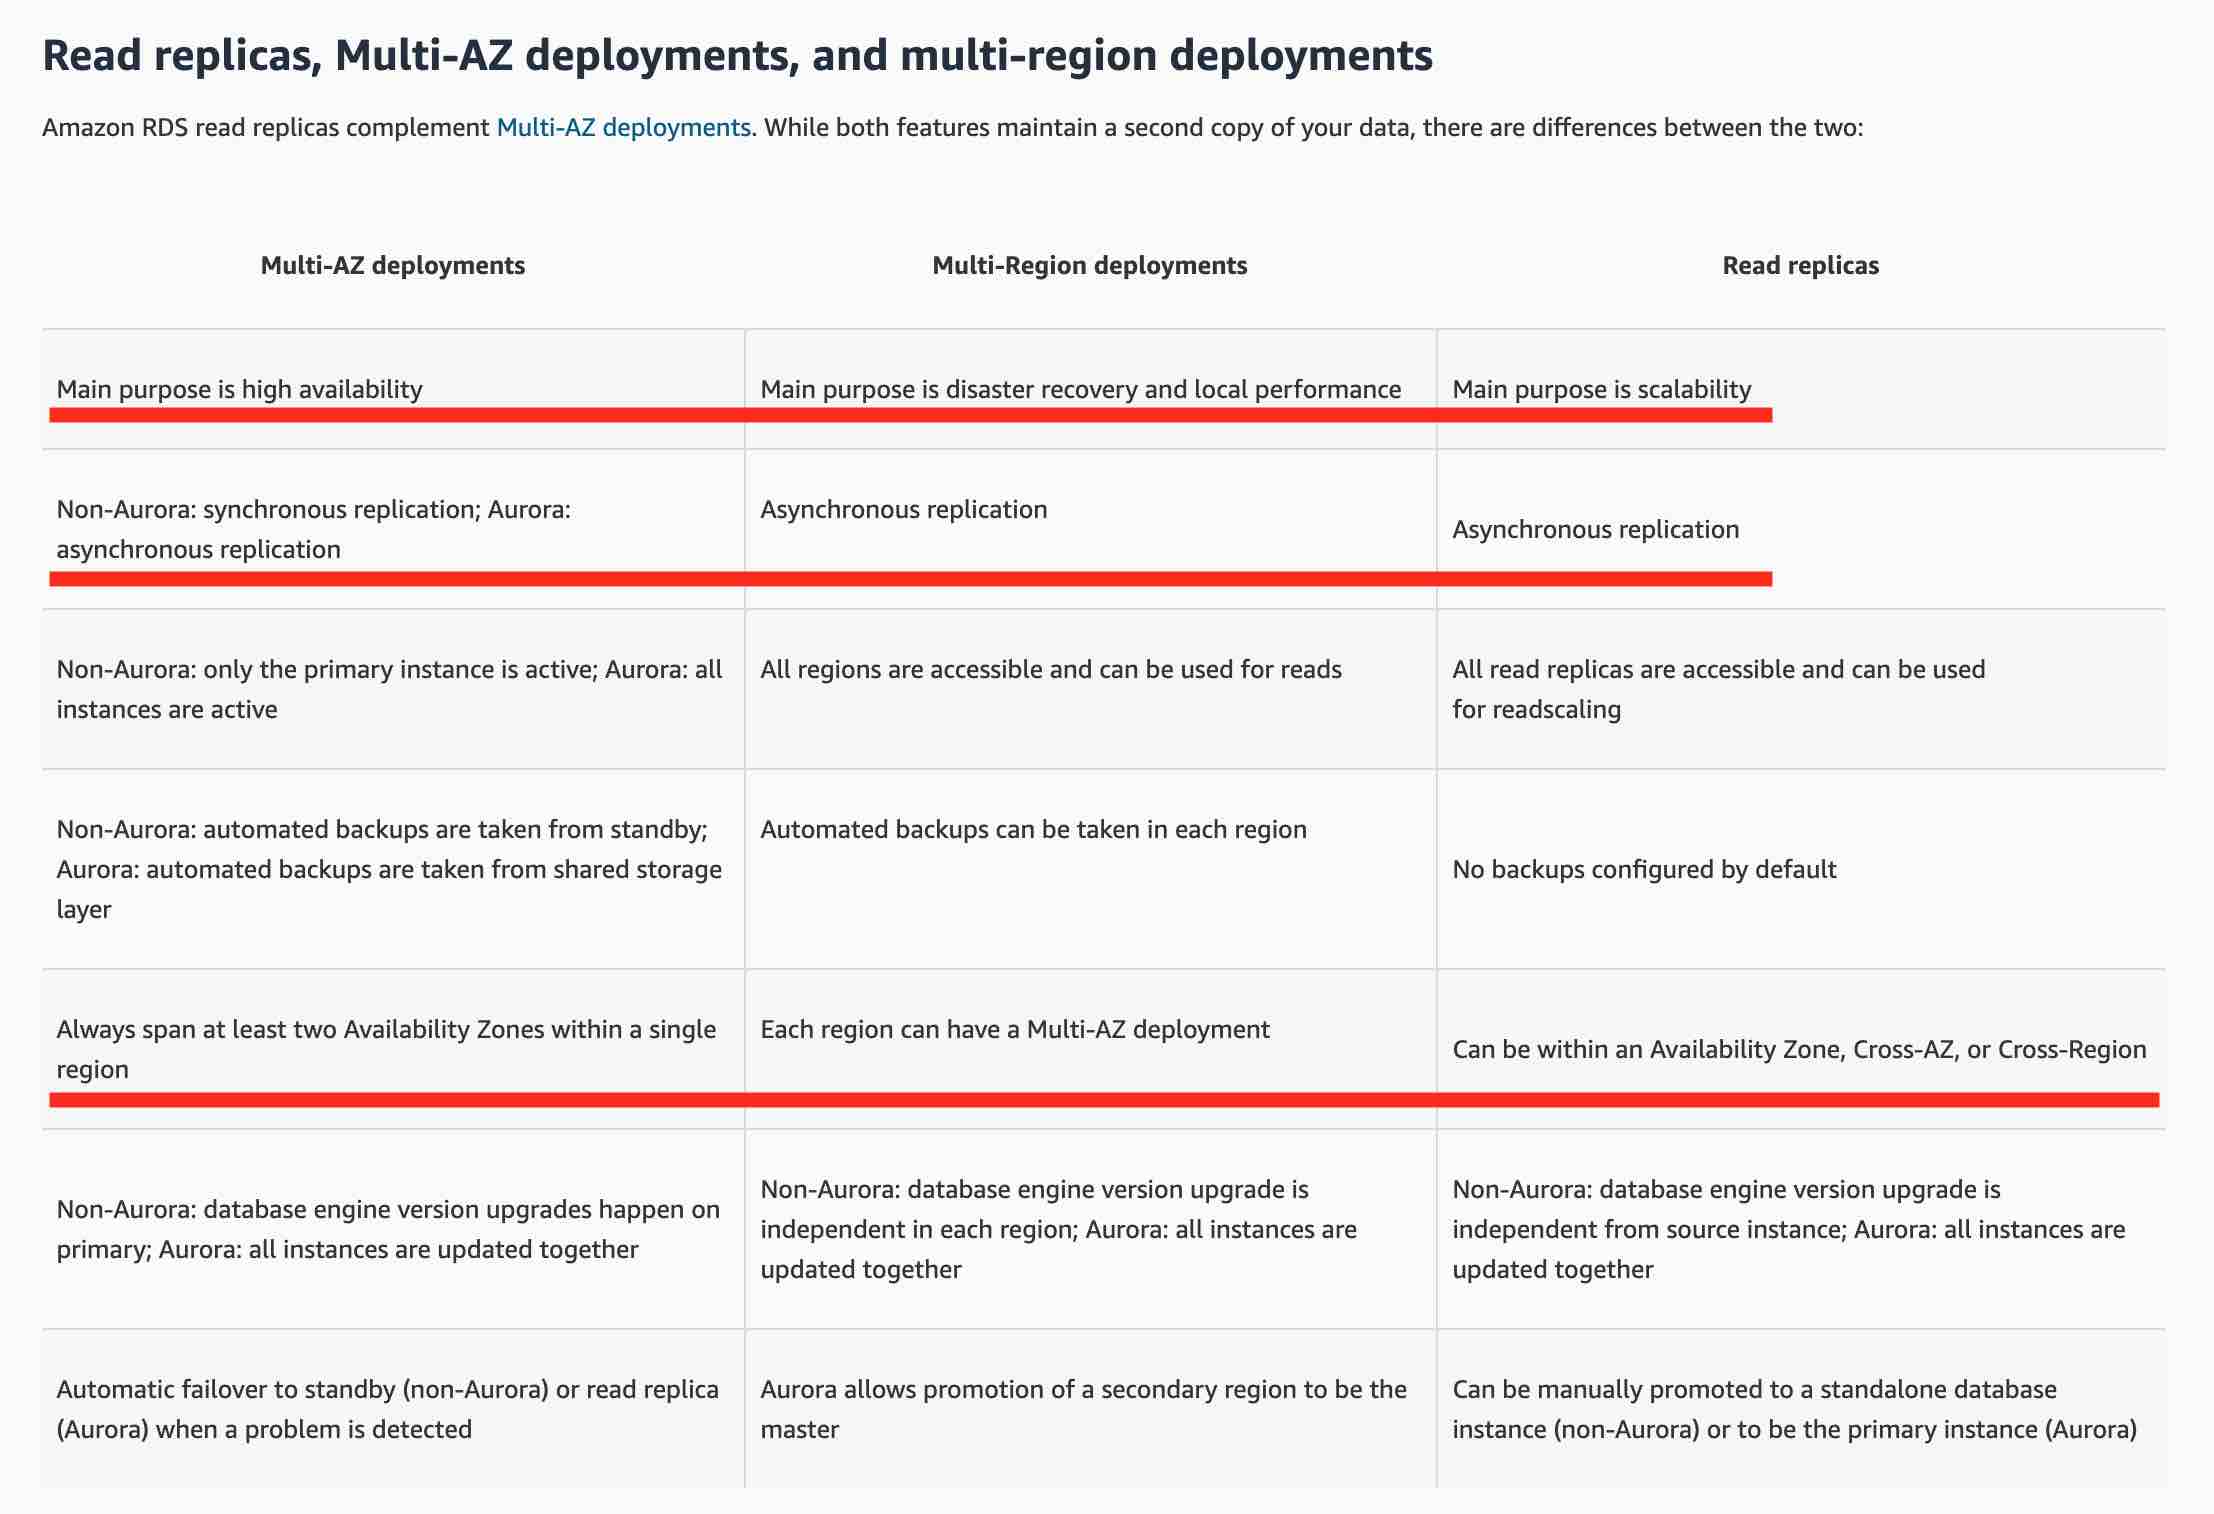 Read replicas, Multi-AZ deployments, and multi-region deployments
Amazon RDS read replicas complement Multi-AZ deployments. While both features maintain a second copy of your data, there are differences between the two:
Multi-AZ deployments
Multi-Region deployments
Read replicas
Main purpose is high availability
Main purpose is disaster recovery and local performance
Main purpose is scalability
Non-Aurora: synchronous replication; Aurora:
asynchronous replication
Asynchronous replication
Asynchronous replication
Non-Aurora: only the primary instance is active; Aurora: all
instances are active
All regions are accessible and can be used for reads
All read replicas are accessible and can be used
for readscaling
Non-Aurora: automated backups are taken from standby;
Aurora: automated backups are taken from shared storage
layer
Automated backups can be taken in each region
No backups configured by default
Always span at least two Availability Zones within a single
region
Each region can have a Multi-AZ deployment
Can be within an Availability Zone, Cross-AZ, or Cross-Region
Non-Aurora: database engine version upgrades happen on
primary; Aurora: all instances are updated together
Non-Aurora: database engine version upgrade is
independent in each region; Aurora: all instances are
updated together
Non-Aurora: database engine version upgrade is
independent from source instance; Aurora: all instances are
updated together
Automatic failover to standby (non-Aurora) or read replica
(Aurora) when a problem is detected
Aurora allows promotion of a secondary region to be the
master
Can be manually promoted to a standalone database
instance (non-Aurora) or to be the primary instance (Aurora)